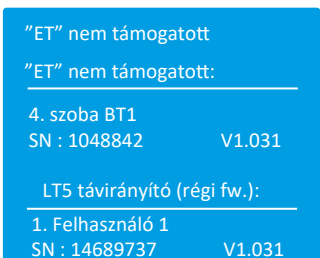 ”ET” nem támogatott
”ET” nem támogatott:
4. szoba BT1
SN : 1048842 V1.031
LT5 távirányító (régi fw.):
1. Felhasználó 1
SN : 14689737 V1.031